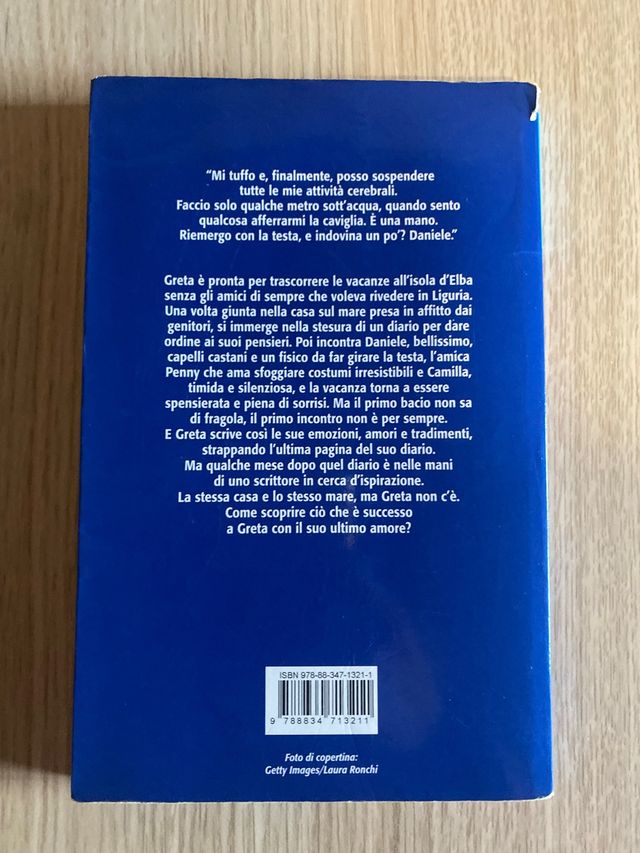 “Mi tuffo e, finalmente, posso sospendere
tutte le mie attività cerebrali.
Faccio solo qualche metro sott’acqua, quando sento
qualcosa afferrarmi la caviglia. È una mano.
Riemergo con la testa, e indovina un po’? Daniele.”
Greta è pronta per trascorrere le vacanze all’isola d’Elba
senza gli amici di sempre che voleva rivedere in Liguria.
Una volta giunta nella casa sul mare presa in affitto dai
genitori, si immerge nella stesura di un diario per dare
ordine ai suoi pensieri. Poi incontra Daniele, bellissimo,
capelli castani e un fisico da far girare la testa, l’amica
Penny che ama sfoggiare costumi irresistibili e Camilla,
timida e silenziosa, e la vacanza torna a essere
spensierata e piena di sorrisi. Ma il primo bacio non sa
di fragola, il primo incontro non è per sempre.
E Greta scrive così le sue emozioni, amori e tradimenti,
strappando l’ultima pagina del suo diario.
Ma qualche mese dopo quel diario è nelle mani
di uno scrittore in cerca d’ispirazione.
La stessa casa e lo stesso mare, ma Greta non c’è.
Come scoprire ciò che è successo
a Greta con il suo ultimo amore?
ISBN 978-88-347-1321-1
9 788834 713211
Foto di copertina:
Getty Images/Laura Ronchi